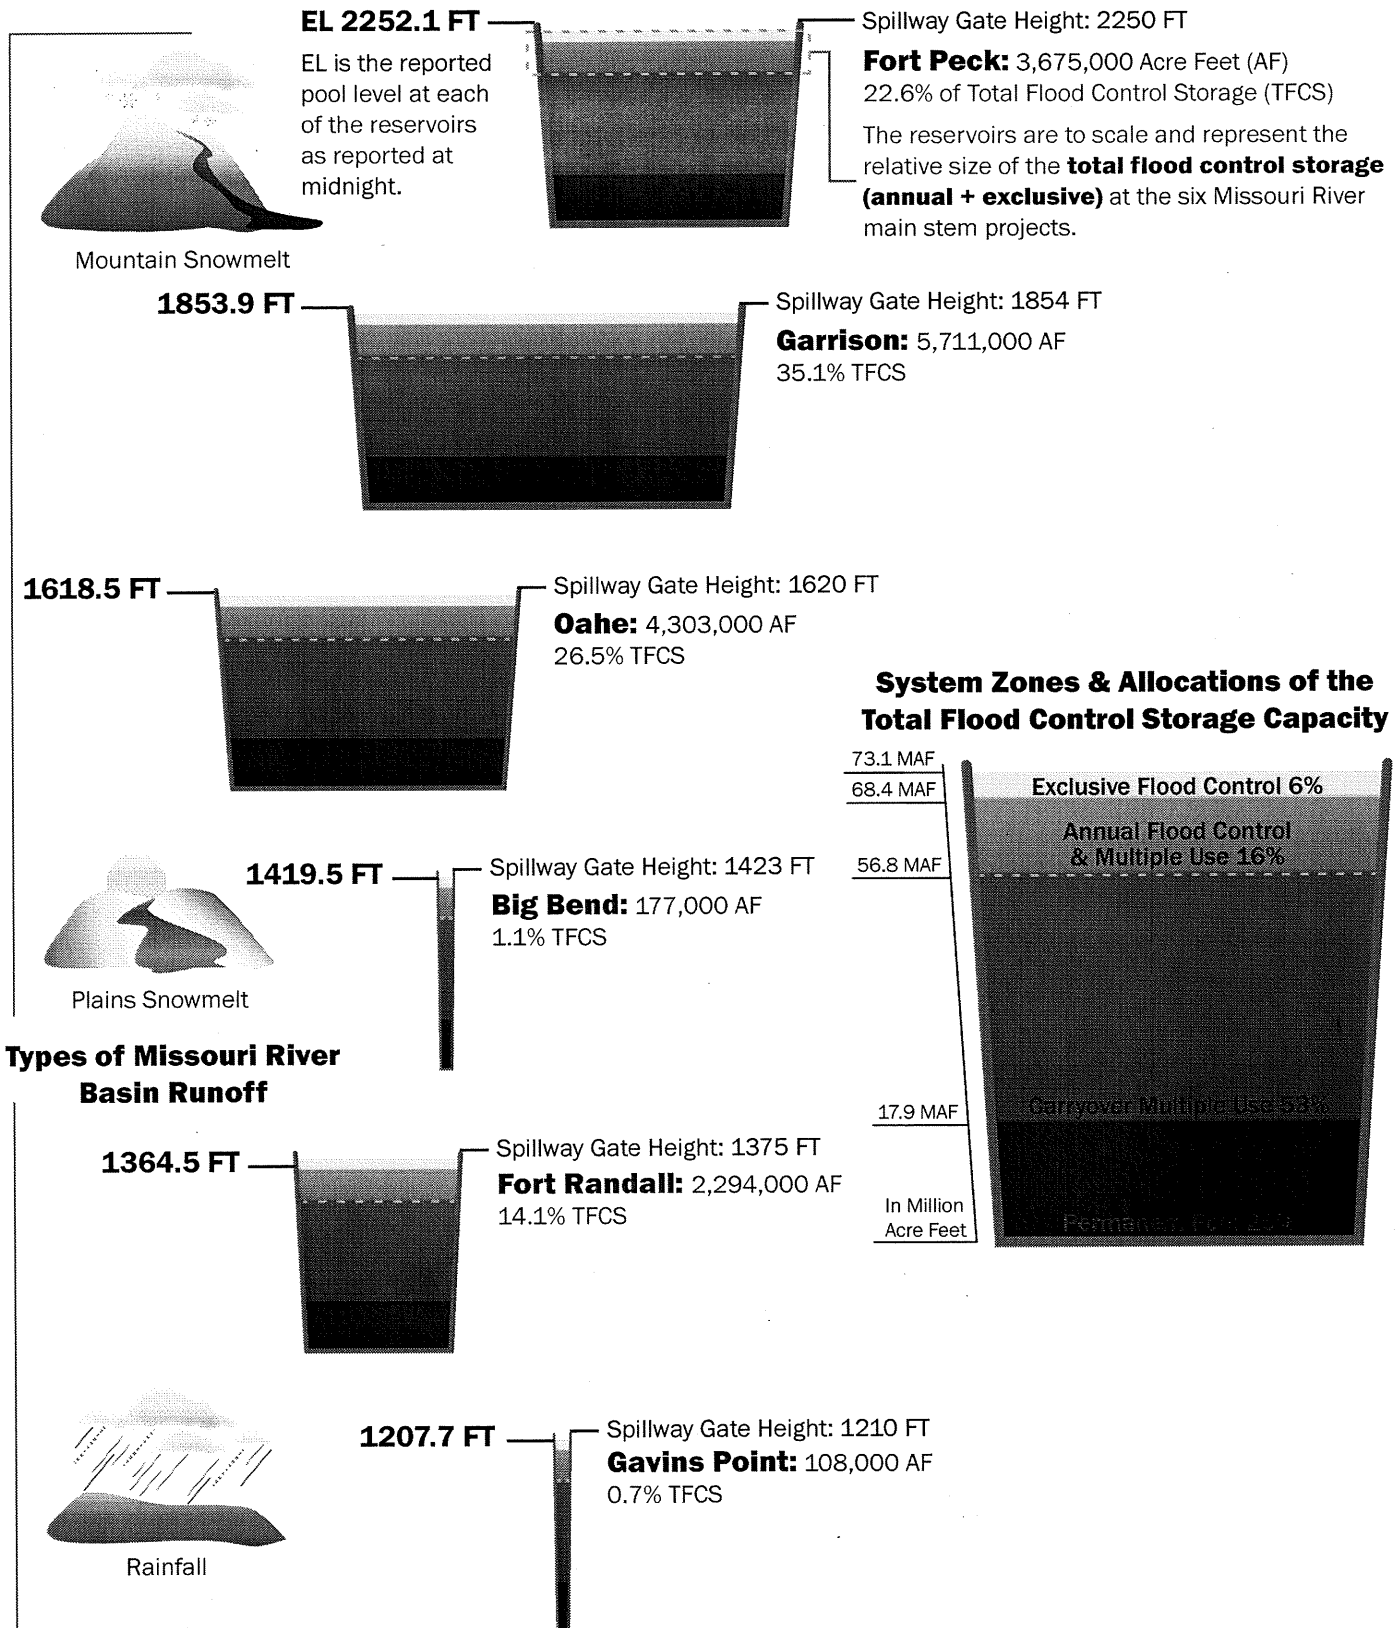 EL 2252.1 FT
EL is the reported
pool level at each
of the reservoirs
as reported at
midnight.
Spillway Gate Height: 2250 FT
Fort Peck: 3,675,000 Acre Feet (AF)
22.6% of Total Flood Control Storage (TFCS)
The reservoirs are to scale and represent the
relative size of the total flood control storage
(annual + exclusive) at the six Missouri River
main stem projects.
Mountain Snowmelt
1853.9 FT
Spillway Gate Height: 1854 FT
Garrison: 5,711,000 AF
35.1% TFCS
1618.5 FT
Spillway Gate Height: 1620 FT
Oahe: 4,303,000 AF
26.5% TFCS
System Zones & Allocations of the
Total Flood Control Storage Capacity
73.1 MAF
68.4 MAF
56.8 MAF
17.9 MAF
In Million
Acre Feet
Exclusive Flood Control 6%
Annual Flood Control
& Multiple Use 16%
Carryover Multiple Use 53%
Permanent Pool
1419.5 FT
Spillway Gate Height: 1423 FT
Big Bend: 177,000 AF
1.1% TFCS
Plains Snowmelt
Types of Missouri River
Basin Runoff
1364.5 FT
Spillway Gate Height: 1375 FT
Fort Randall: 2,294,000 AF
14.1% TFCS
1207.7 FT
Spillway Gate Height: 1210 FT
Gavins Point: 108,000 AF
0.7% TFCS
Rainfall